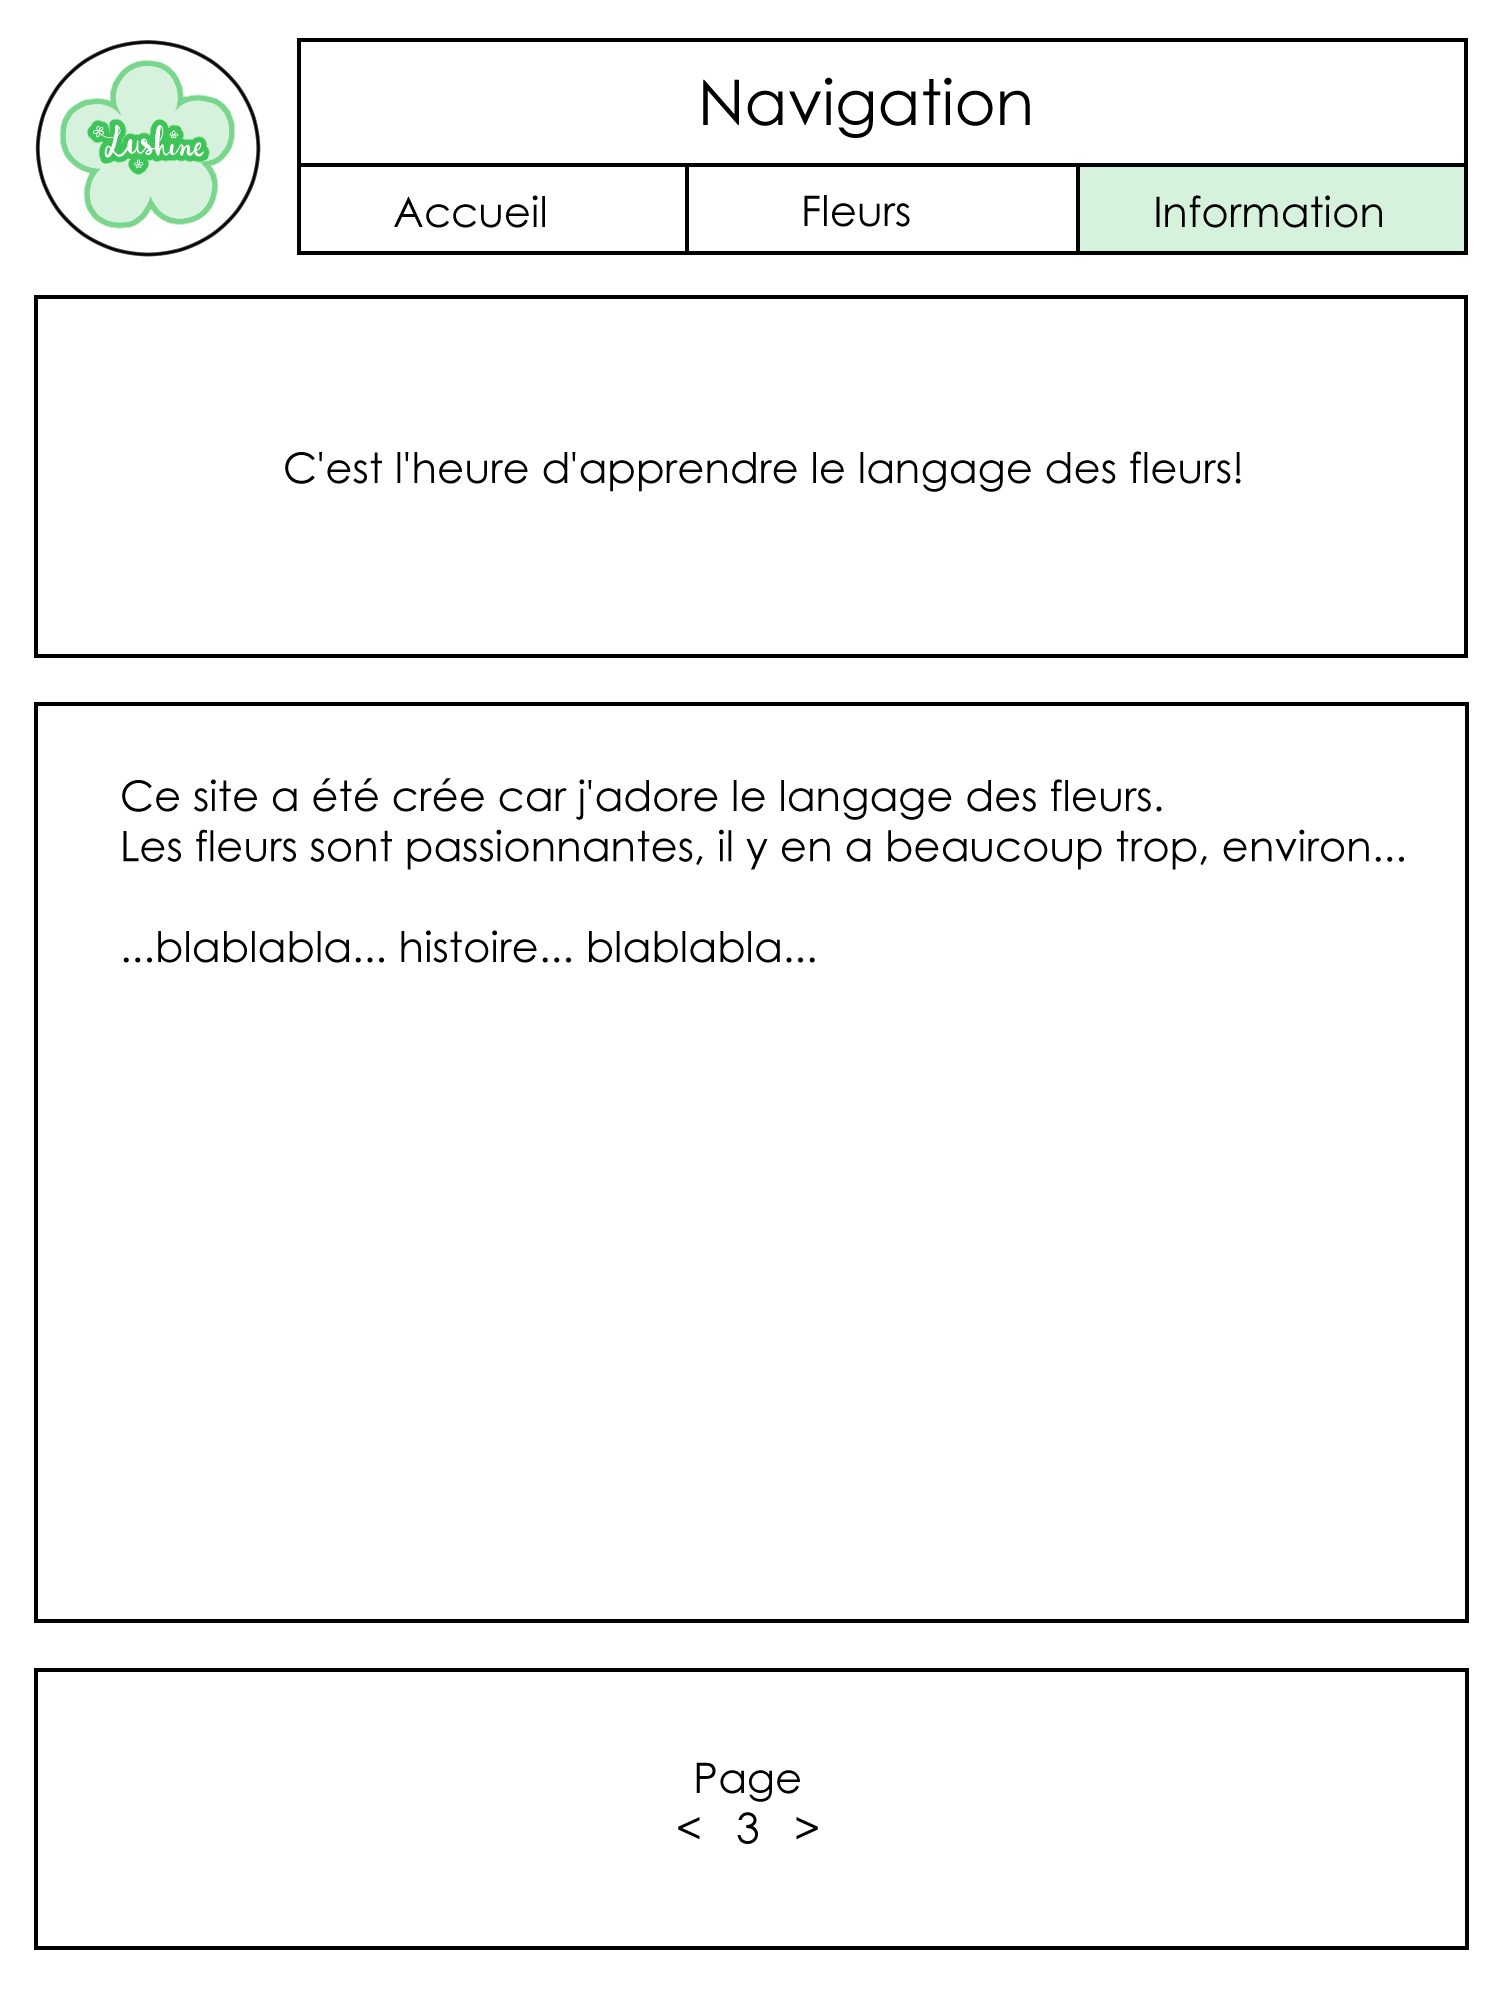 Lushine
Navigation
Accueil
Fleurs
Information
C'est l'heure d'apprendre le langage des fleurs!
Ce site a été crée car j'adore le langage des fleurs.
Les fleurs sont passionnantes, il y en a beaucoup trop, environ...
...blablabla... histoire... blablabla...
Page
< 3 >